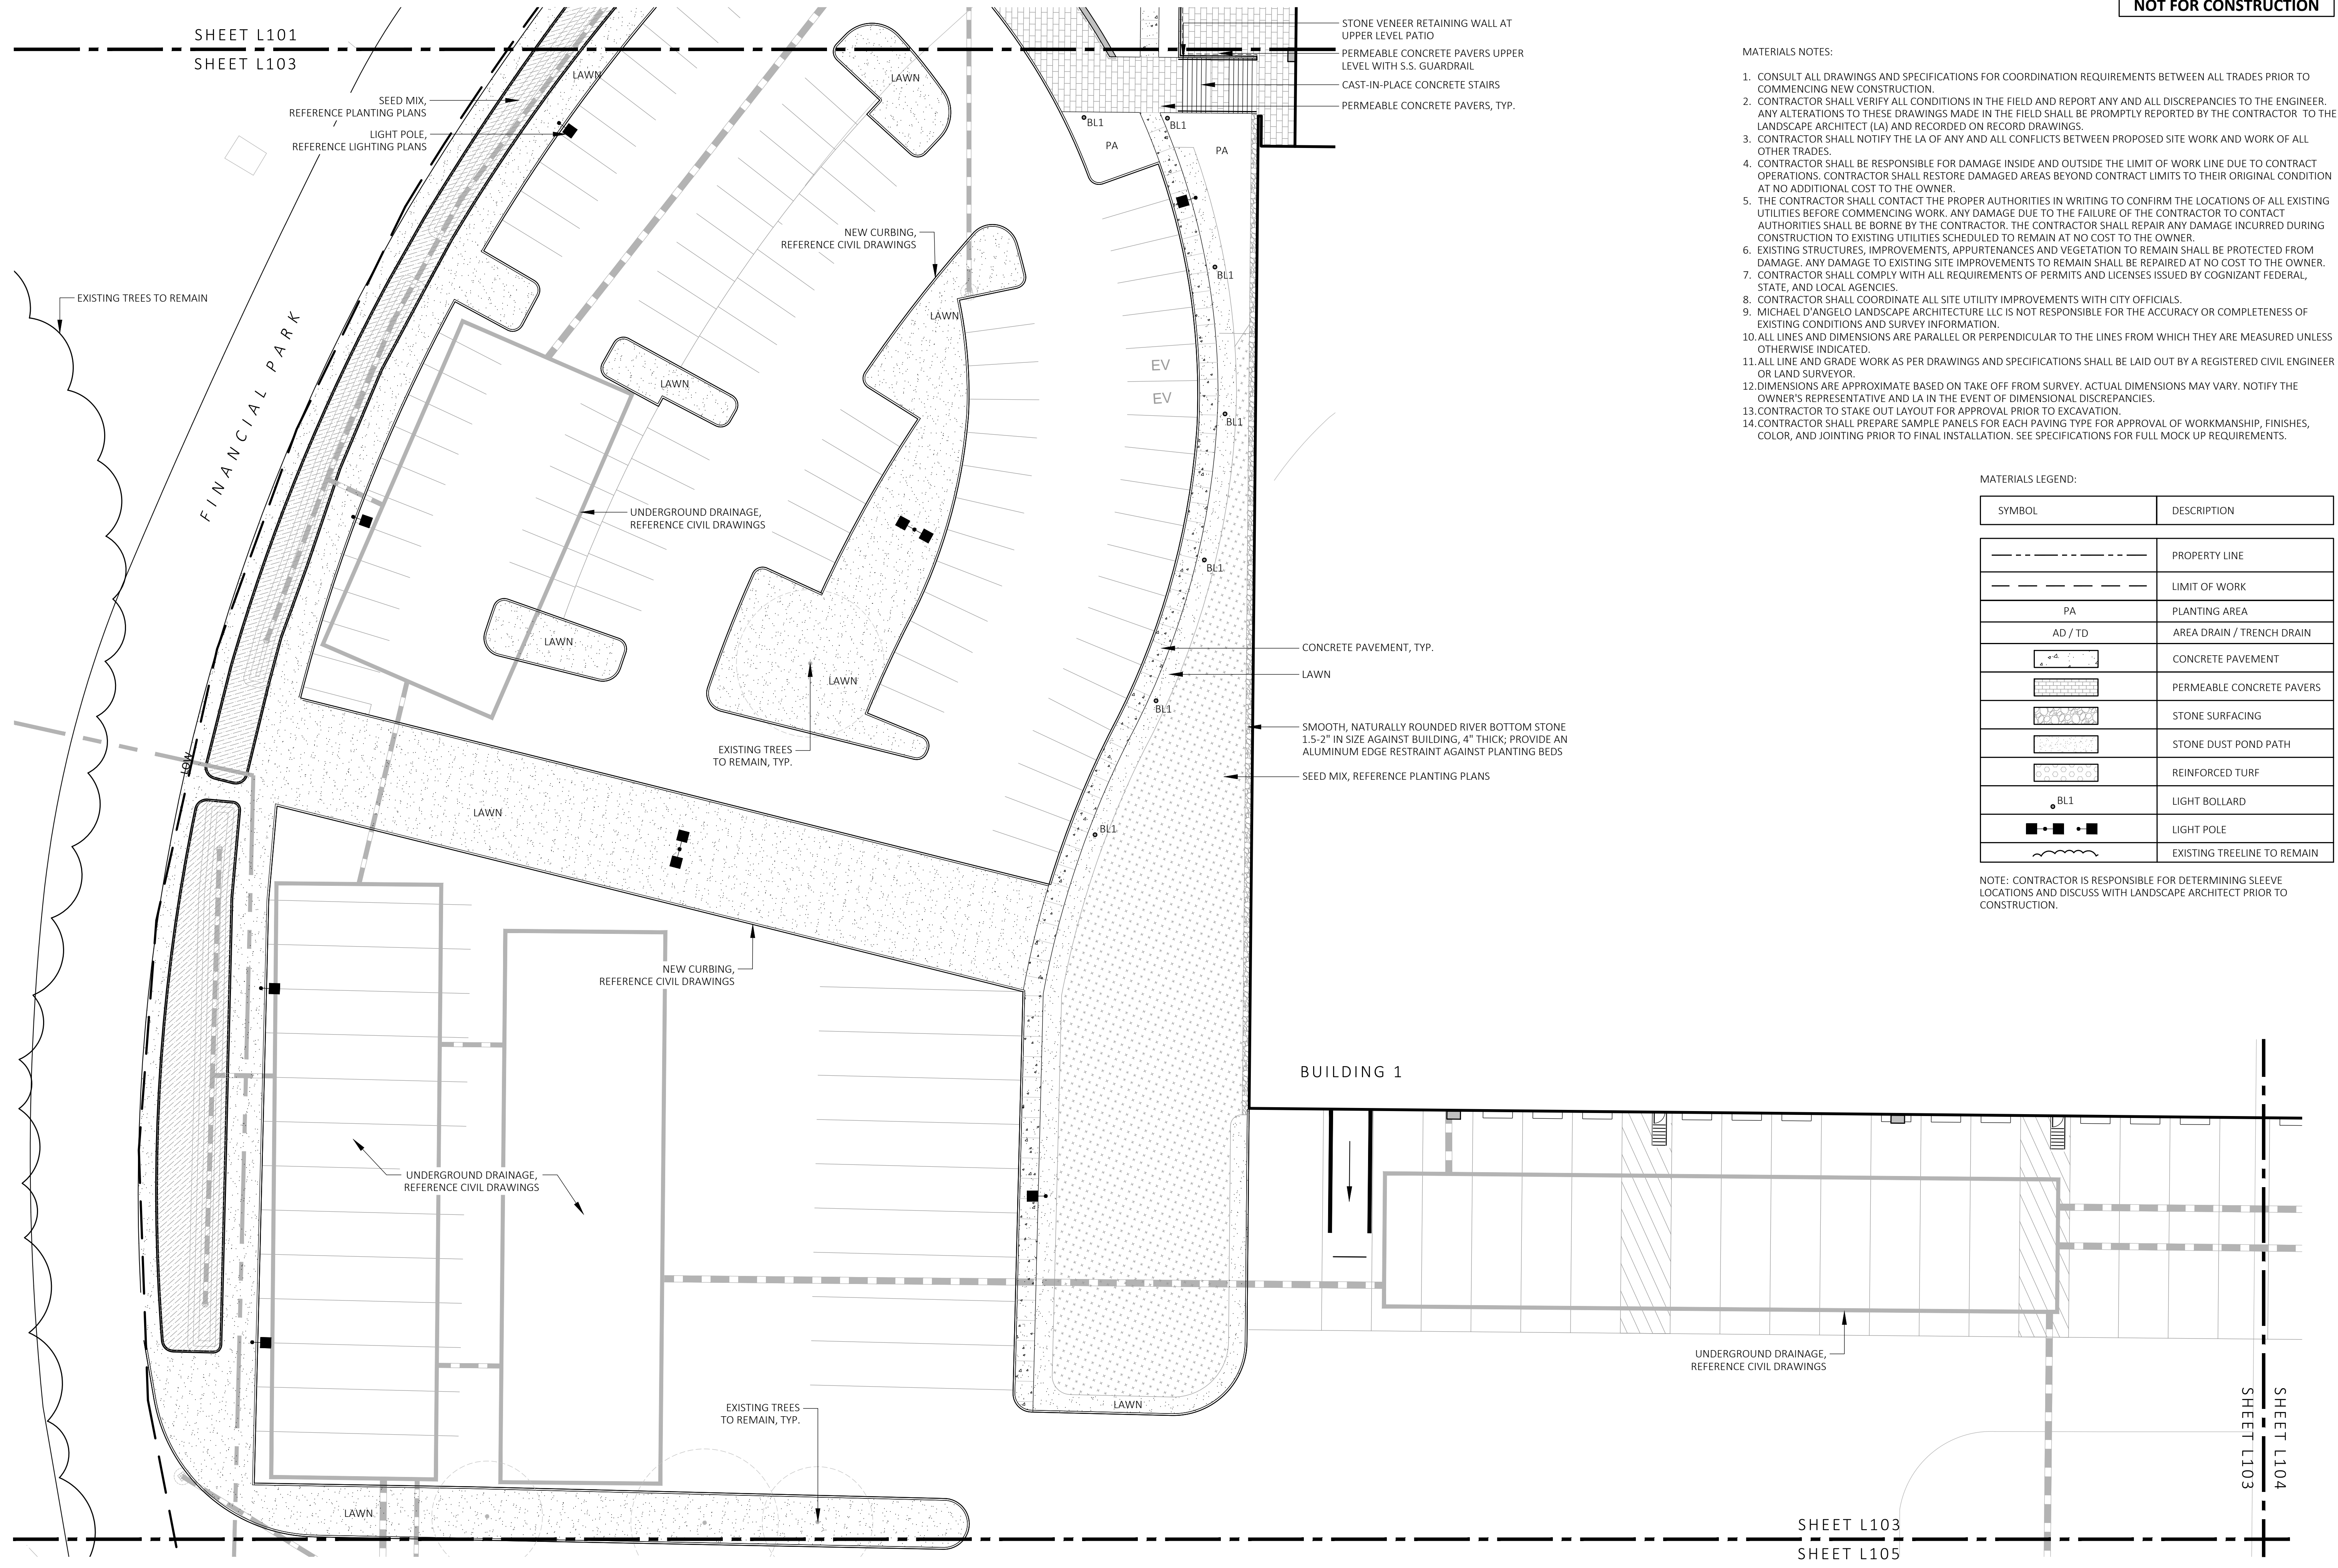 NOT FOR CONSTRUCTION
SHEET L101
SHEET L103
LAWN
LAWN
SEED MIX,
REFERENCE PLANTING PLANS
LIGHT POLE,
REFERENCE LIGHTING PLANS
STONE VENEER RETAINING WALL AT
UPPER LEVEL PATIO
PERMEABLE CONCRETE PAVERS UPPER
LEVEL WITH S.S. GUARDRAIL
CAST-IN-PLACE CONCRETE STAIRS
PERMEABLE CONCRETE PAVERS, TYP.
BL1
BL1
PA
PA
NEW CURBING,
REFERENCE CIVIL DRAWINGS
BL1
EXISTING TREES TO REMAIN
FINANCIAL PARK
LAWN
LAWN
EV
EV
BL1
UNDERGROUND DRAINAGE,
REFERENCE CIVIL DRAWINGS
BL1
LAWN
LAWN
CONCRETE PAVEMENT, TYP.
LAWN
BL1
SMOOTH, NATURALLY ROUNDED RIVER BOTTOM STONE
1.5-2" IN SIZE AGAINST BUILDING, 4" THICK; PROVIDE AN
ALUMINUM EDGE RESTRAINT AGAINST PLANTING BEDS
SEED MIX, REFERENCE PLANTING PLANS
EXISTING TREES
TO REMAIN, TYP.
LOW
LAWN
BL1
NEW CURBING,
REFERENCE CIVIL DRAWINGS
BUILDING 1
UNDERGROUND DRAINAGE,
REFERENCE CIVIL DRAWINGS
UNDERGROUND DRAINAGE,
REFERENCE CIVIL DRAWINGS
EXISTING TREES
TO REMAIN, TYP.
LAWN
LAWN
SHEET L103
SHEET L104
SHEET L103
SHEET L105
MATERIALS NOTES:
1. CONSULT ALL DRAWINGS AND SPECIFICATIONS FOR COORDINATION REQUIREMENTS BETWEEN ALL TRADES PRIOR TO
COMMENCING NEW CONSTRUCTION.
2. CONTRACTOR SHALL VERIFY ALL CONDITIONS IN THE FIELD AND REPORT ANY AND ALL DISCREPANCIES TO THE ENGINEER.
ANY ALTERATIONS TO THESE DRAWINGS MADE IN THE FIELD SHALL BE PROMPTLY REPORTED BY THE CONTRACTOR TO THE
LANDSCAPE ARCHITECT (LA) AND RECORDED ON RECORD DRAWINGS.
3. CONTRACTOR SHALL NOTIFY THE LA OF ANY AND ALL CONFLICTS BETWEEN PROPOSED SITE WORK AND WORK OF ALL
OTHER TRADES.
4. CONTRACTOR SHALL BE RESPONSIBLE FOR DAMAGE INSIDE AND OUTSIDE THE LIMIT OF WORK LINE DUE TO CONTRACT
OPERATIONS. CONTRACTOR SHALL RESTORE DAMAGED AREAS BEYOND CONTRACT LIMITS TO THEIR ORIGINAL CONDITION
AT NO ADDITIONAL COST TO THE OWNER.
5. THE CONTRACTOR SHALL CONTACT THE PROPER AUTHORITIES IN WRITING TO CONFIRM THE LOCATIONS OF ALL EXISTING
UTILITIES BEFORE COMMENCING WORK. ANY DAMAGE DUE TO THE FAILURE OF THE CONTRACTOR TO CONTACT
AUTHORITIES SHALL BE BORNE BY THE CONTRACTOR. THE CONTRACTOR SHALL REPAIR ANY DAMAGE INCURRED DURING
CONSTRUCTION TO EXISTING UTILITIES SCHEDULED TO REMAIN AT NO COST TO THE OWNER.
6. EXISTING STRUCTURES, IMPROVEMENTS, APPURTENANCES AND VEGETATION TO REMAIN SHALL BE PROTECTED FROM
DAMAGE. ANY DAMAGE TO EXISTING SITE IMPROVEMENTS TO REMAIN SHALL BE REPAIRED AT NO COST TO THE OWNER.
7. CONTRACTOR SHALL COMPLY WITH ALL REQUIREMENTS OF PERMITS AND LICENSES ISSUED BY COGNIZANT FEDERAL,
STATE, AND LOCAL AGENCIES.
8. CONTRACTOR SHALL COORDINATE ALL SITE UTILITY IMPROVEMENTS WITH CITY OFFICIALS.
9. MICHAEL D'ANGELO LANDSCAPE ARCHITECTURE LLC IS NOT RESPONSIBLE FOR THE ACCURACY OR COMPLETENESS OF
EXISTING CONDITIONS AND SURVEY INFORMATION.
10. ALL LINES AND DIMENSIONS ARE PARALLEL OR PERPENDICULAR TO THE LINES FROM WHICH THEY ARE MEASURED UNLESS
OTHERWISE INDICATED.
11. ALL LINE AND GRADE WORK AS PER DRAWINGS AND SPECIFICATIONS SHALL BE LAID OUT BY A REGISTERED CIVIL ENGINEER
OR LAND SURVEYOR.
12. DIMENSIONS ARE APPROXIMATE BASED ON TAKE OFF FROM SURVEY. ACTUAL DIMENSIONS MAY VARY. NOTIFY THE
OWNER'S REPRESENTATIVE AND LA IN THE EVENT OF DIMENSIONAL DISCREPANCIES.
13. CONTRACTOR TO STAKE OUT LAYOUT FOR APPROVAL PRIOR TO EXCAVATION.
14. CONTRACTOR SHALL PREPARE SAMPLE PANELS FOR EACH PAVING TYPE FOR APPROVAL OF WORKMANSHIP, FINISHES,
COLOR, AND JOINTING PRIOR TO FINAL INSTALLATION. SEE SPECIFICATIONS FOR FULL MOCK UP REQUIREMENTS.
MATERIALS LEGEND:
SYMBOL DESCRIPTION
PROPERTY LINE
LIMIT OF WORK
PA PLANTING AREA
AD / TD AREA DRAIN / TRENCH DRAIN
CONCRETE PAVEMENT
PERMEABLE CONCRETE PAVERS
STONE SURFACING
STONE DUST POND PATH
REINFORCED TURF
BL1 LIGHT BOLLARD
LIGHT POLE
EXISTING TREELINE TO REMAIN
NOTE: CONTRACTOR IS RESPONSIBLE FOR DETERMINING SLEEVE
LOCATIONS AND DISCUSS WITH LANDSCAPE ARCHITECT PRIOR TO
CONSTRUCTION.